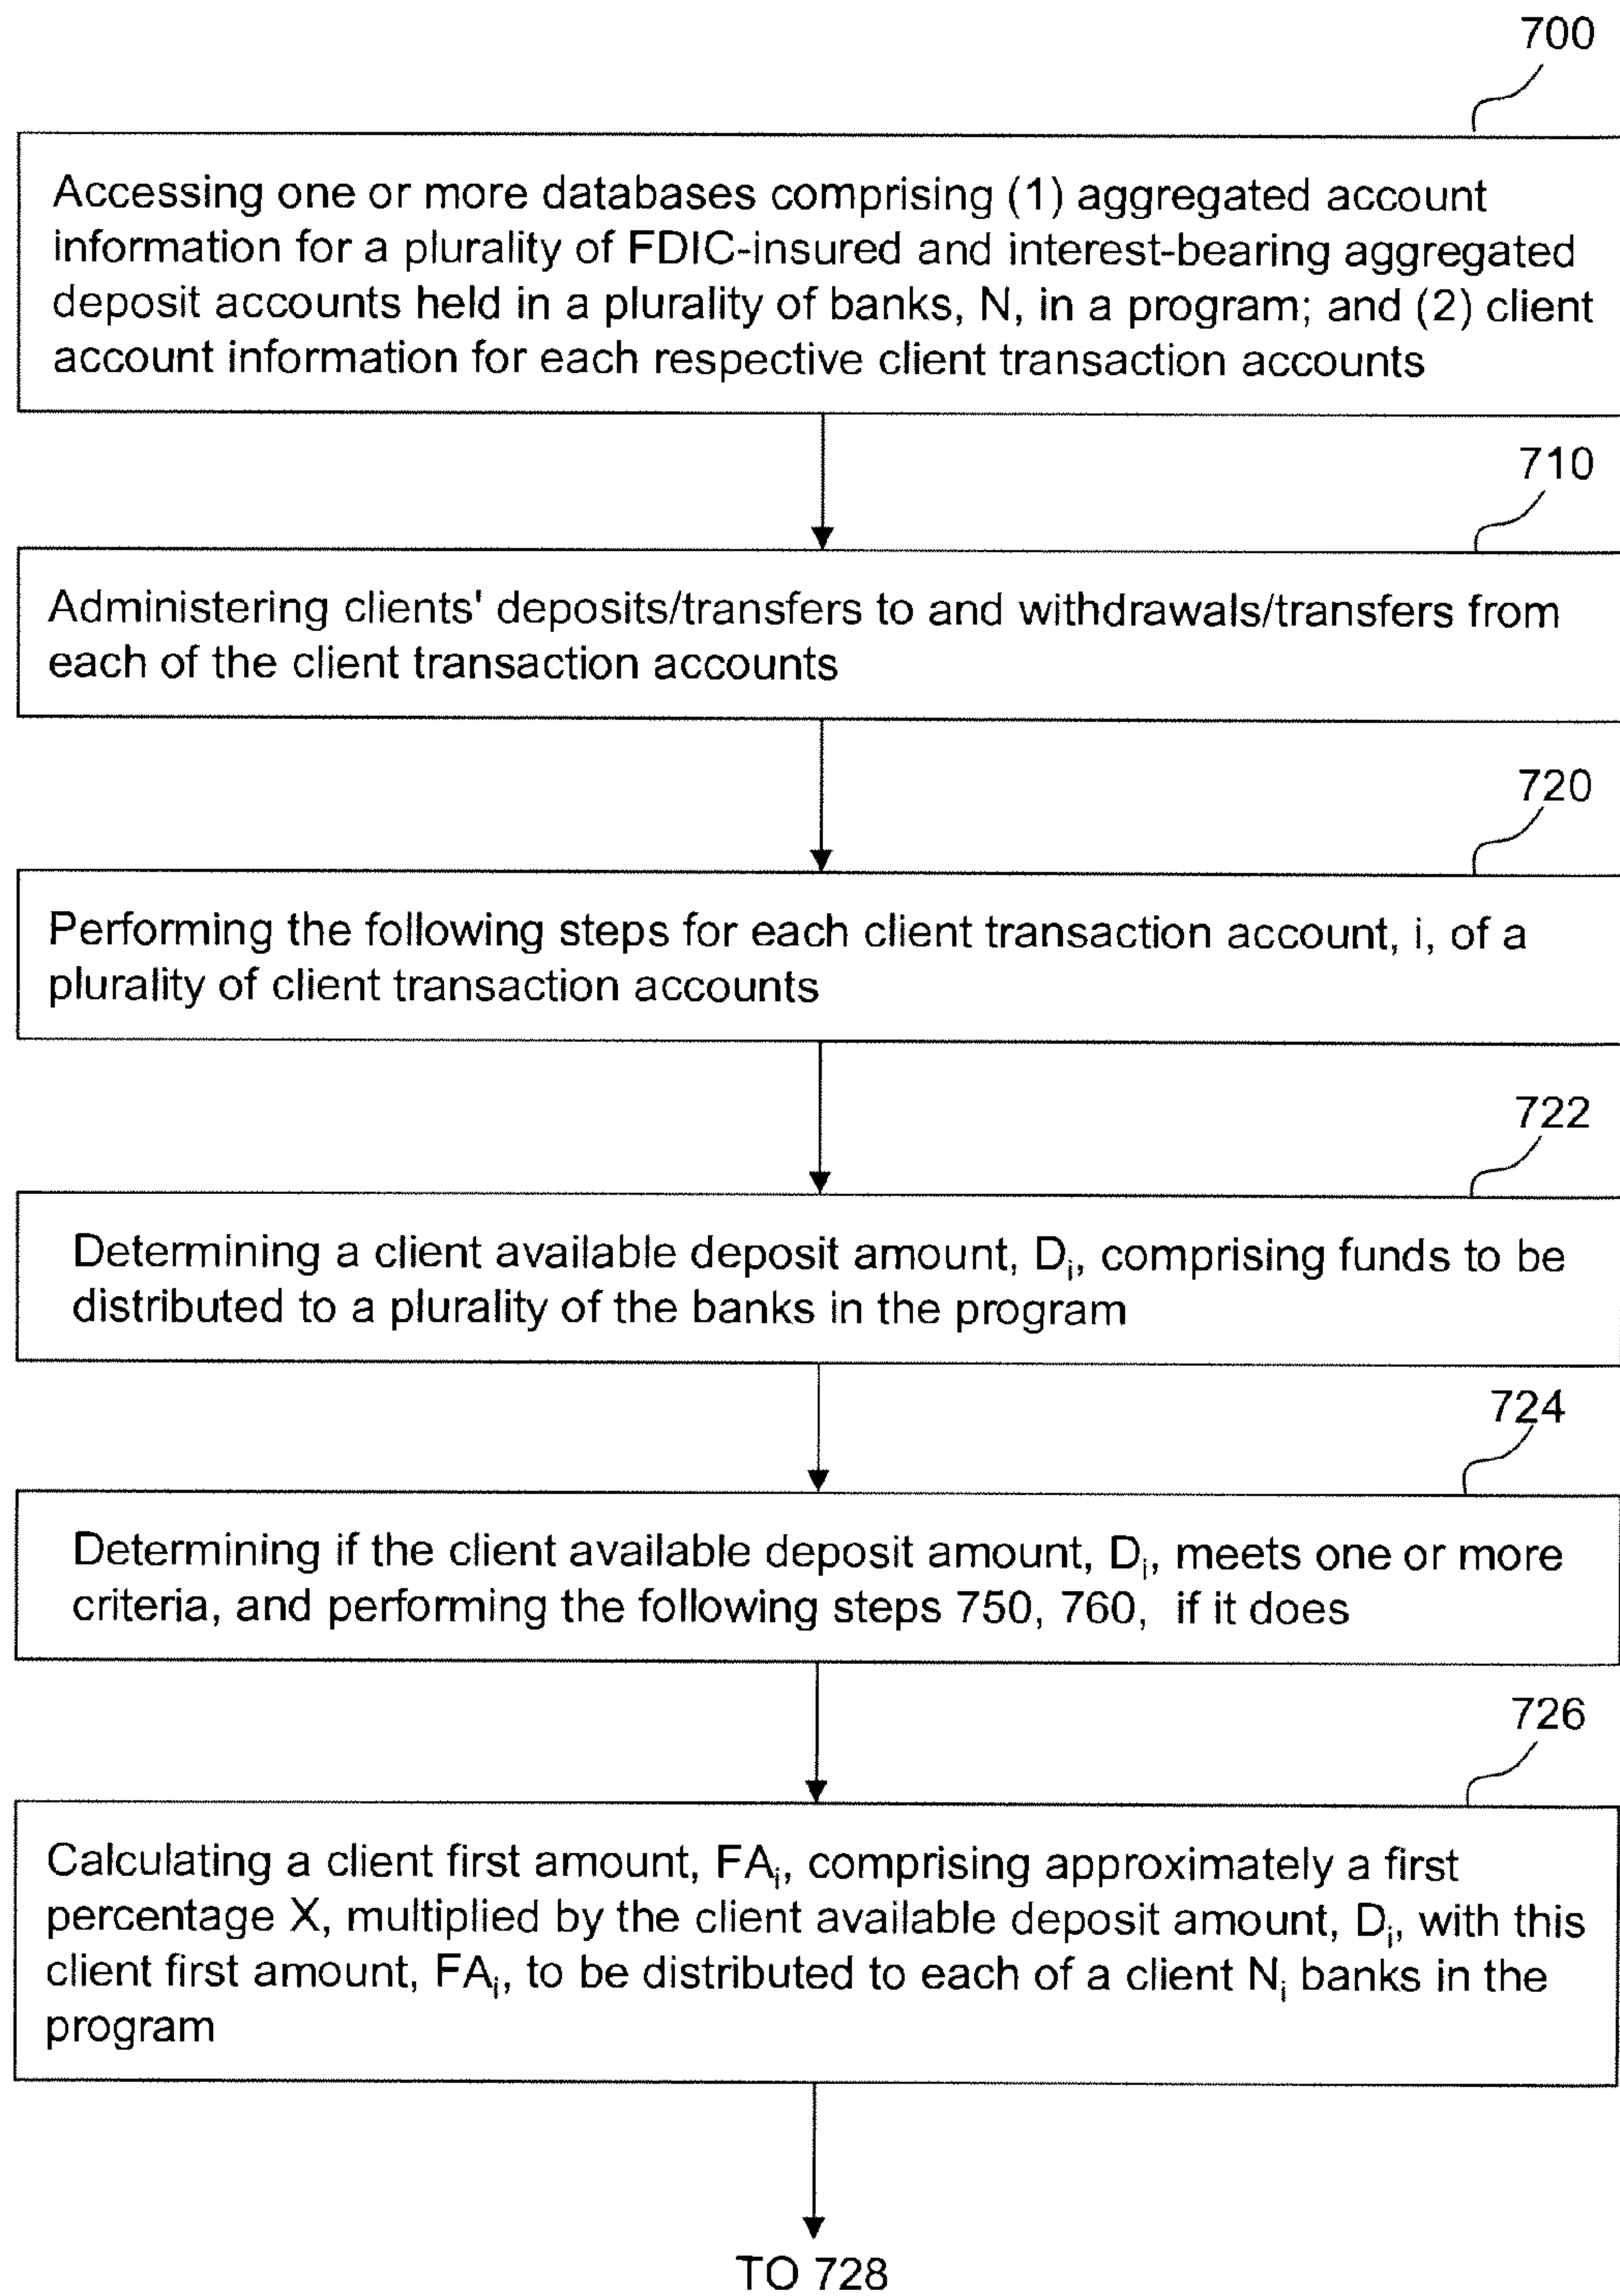 700
Accessing one or more databases comprising (1) aggregated account
information for a plurality of FDIC-insured and interest-bearing aggregated
deposit accounts held in a plurality of banks, N, in a program; and (2) client
account information for each respective client transaction accounts
710
Administering clients' deposits/transfers to and withdrawals/transfers from
each of the client transaction accounts
720
Performing the following steps for each client transaction account, i, of a
plurality of client transaction accounts
722
Determining a client available deposit amount, Di, comprising funds to be
distributed to a plurality of the banks in the program
724
Determining if the client available deposit amount, Di, meets one or more
criteria, and performing the following steps 750, 760, if it does
726
Calculating a client first amount, FAi, comprising approximately a first
percentage X, multiplied by the client available deposit amount, Di, with this
client first amount, FAi, to be distributed to each of a client Ni banks in the
program
TO 728